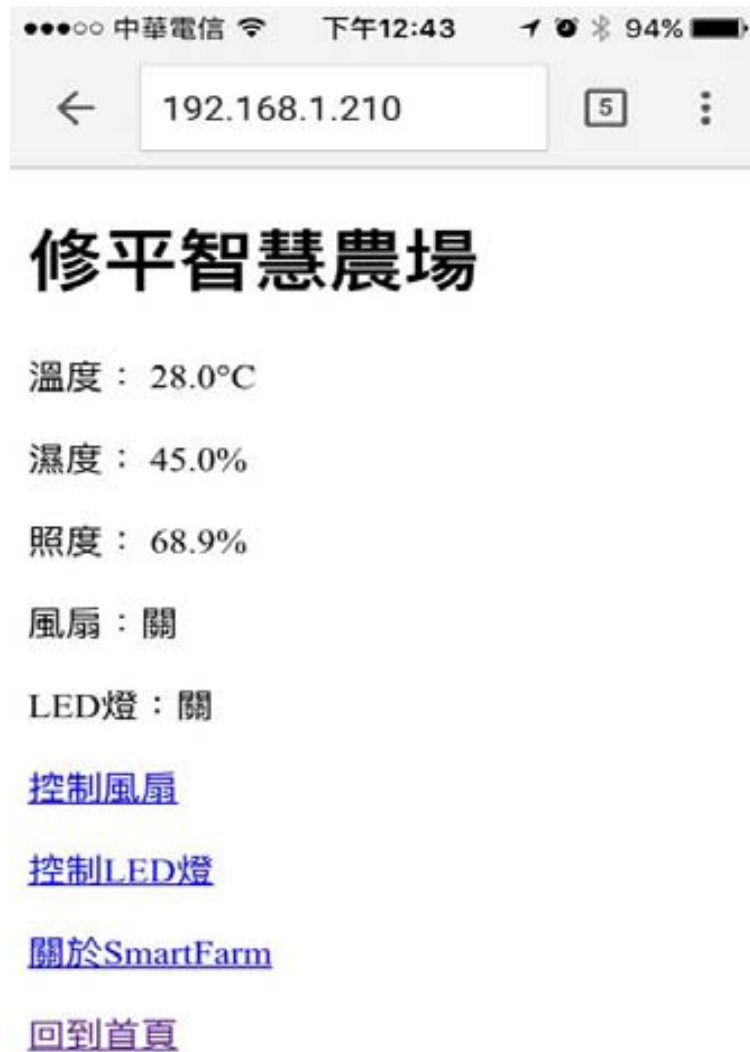 中華電信 下午12:43 94%
192.168.1.210 5
修平智慧農場
溫度： 28.0°C
濕度： 45.0%
照度： 68.9%
風扇：關
LED燈：關
控制風扇
控制LED燈
關於SmartFarm
回到首頁